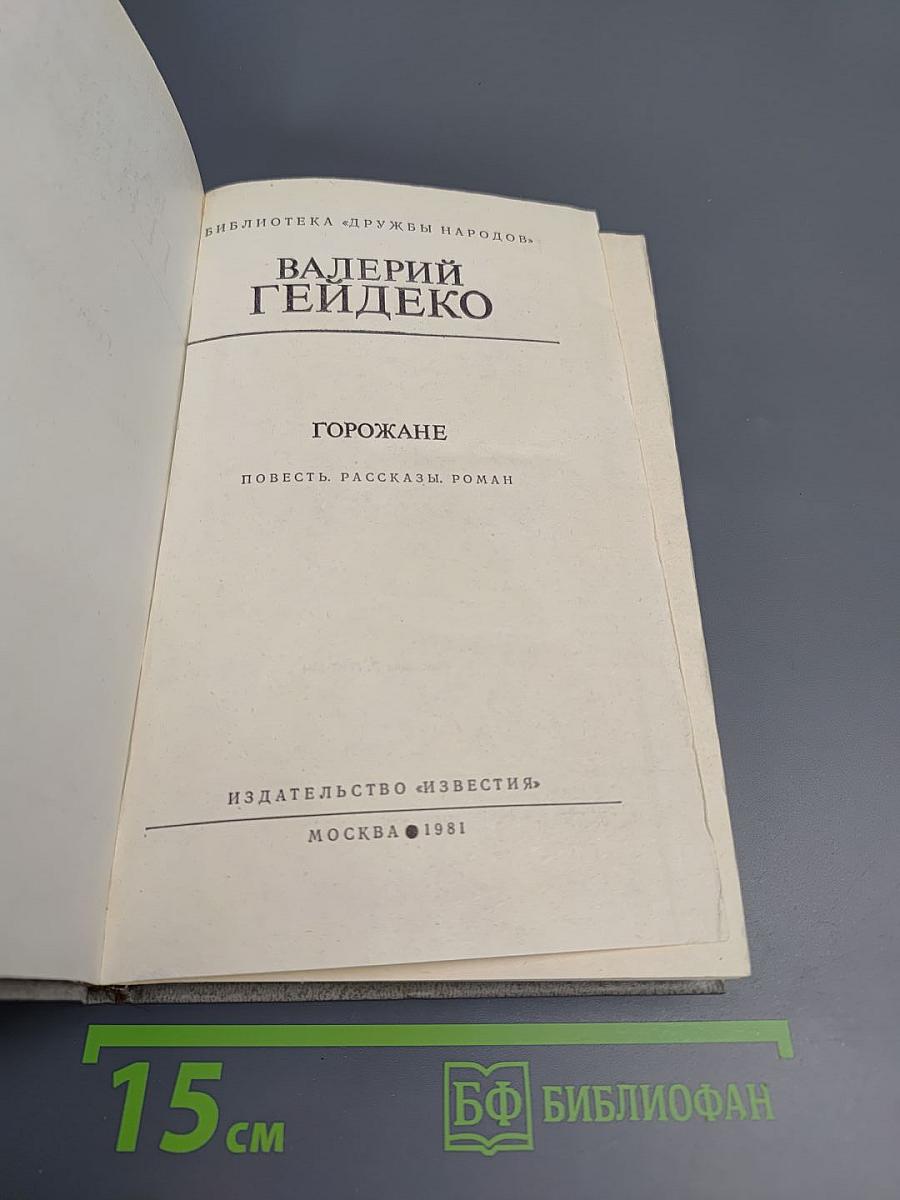 БИБЛИОТЕКА «ДРУЖБЫ НАРОДОВ»
ВАЛЕРИЙ
ГЕЙДЕКО
ГОРОЖАНЕ
ПОВЕСТЬ. РАССКАЗЫ. РОМАН
ИЗДАТЕЛЬСТВО «ИЗВЕСТИЯ»
МОСКВА ● 1981
15 см
БФ БИБЛИОФАН